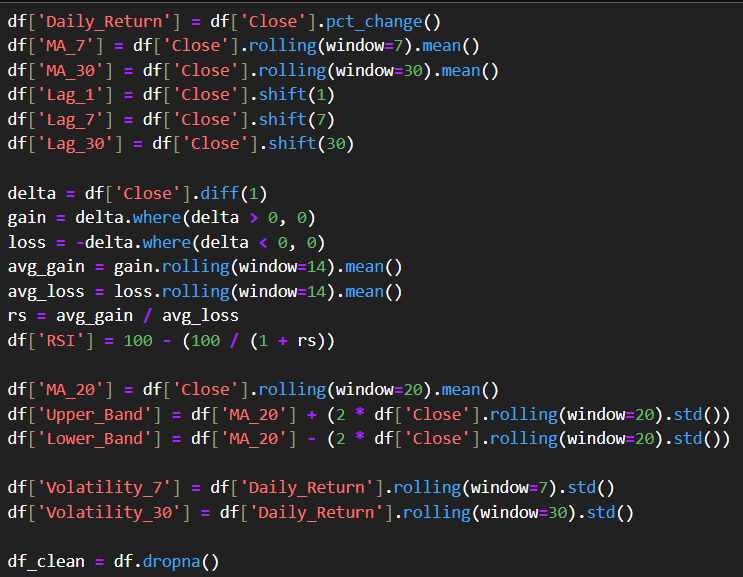 df['Daily_Return'] = df['Close'].pct_change()
df['MA_7'] = df['Close'].rolling(window=7).mean()
df['MA_30'] = df['Close'].rolling(window=30).mean()
df['Lag_1'] = df['Close'].shift(1)
df['Lag_7'] = df['Close'].shift(7)
df['Lag_30'] = df['Close'].shift(30)
delta = df['Close'].diff(1)
gain = delta.where(delta > 0, 0)
loss = -delta.where(delta < 0, 0)
avg_gain = gain.rolling(window=14).mean()
avg_loss = loss.rolling(window=14).mean()
rs = avg_gain / avg_loss
df['RSI'] = 100 - (100 / (1 + rs))
df['MA_20'] = df['Close'].rolling(window=20).mean()
df['Upper_Band'] = df['MA_20'] + (2 * df['Close'].rolling(window=20).std())
df['Lower_Band'] = df['MA_20'] - (2 * df['Close'].rolling(window=20).std())
df['Volatility_7'] = df['Daily_Return'].rolling(window=7).std()
df['Volatility_30'] = df['Daily_Return'].rolling(window=30).std()
df_clean = df.dropna()